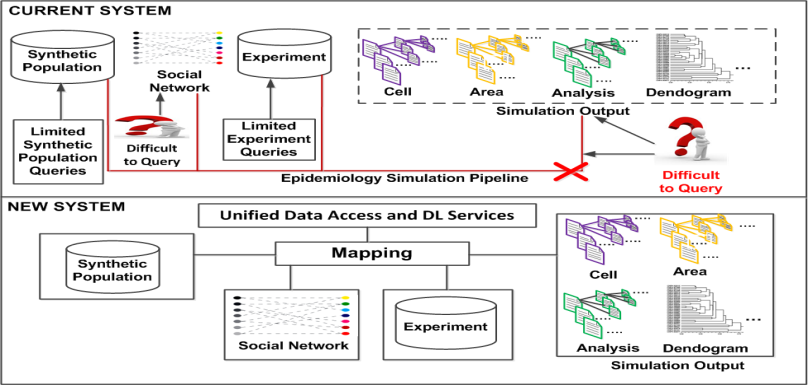 CURRENT SYSTEM
Synthetic
Population
Social
Network
Experiment
Cell
Area
Analysis
Dendogram
...
Simulation Output
Limited
Synthetic
Population
Queries
Difficult
to Query
Limited
Experiment
Queries
Epidemiology Simulation Pipeline
Difficult
to Query
NEW SYSTEM
Unified Data Access and DL Services
Mapping
Synthetic
Population
Social Network
Experiment
Cell
Area
Analysis
Dendogram
...
Simulation Output